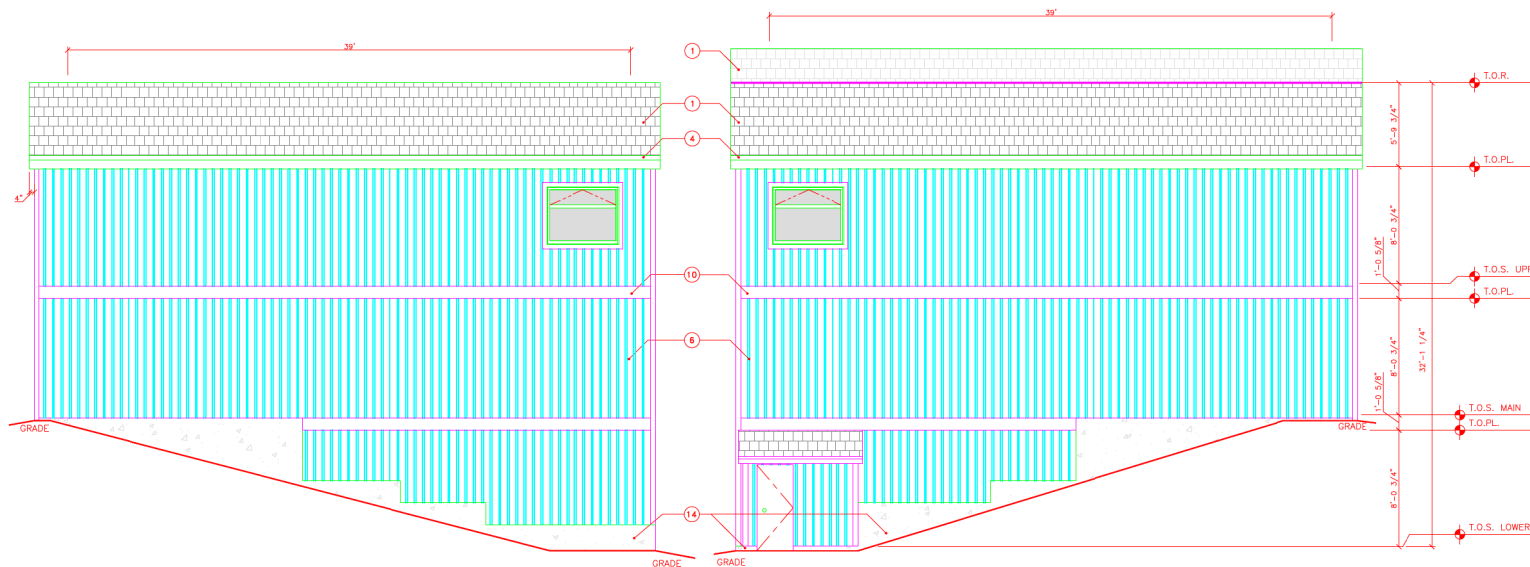 39'
39'
1
T.O.R.
1
5'-9 3/4"
4
T.O.PL.
4"
8'-0 3/4"
1'-0 5/8"
10
T.O.S. UPI
T.O.PL.
6
8'-0 3/4"
32'-1 1/4"
1'-0 5/8"
T.O.S. MAIN
GRADE
GRADE
T.O.PL.
8'-0 3/4"
14
T.O.S. LOWER
GRADE
GRADE